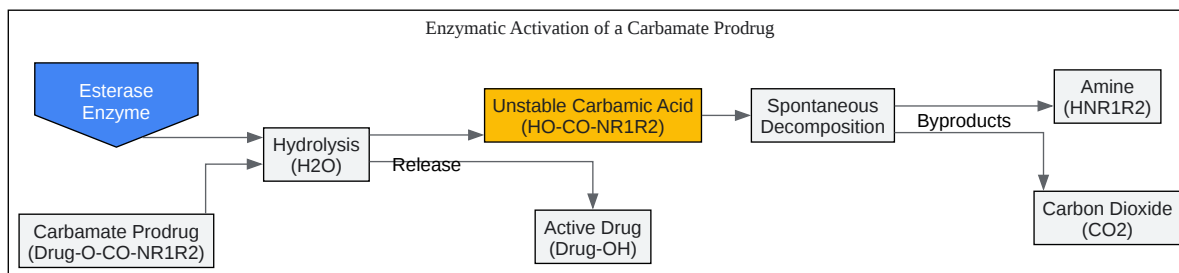 Enzymatic Activation of a Carbamate Prodrug
Esterase
Enzyme
Hydrolysis
(H2O)
Carbamate Prodrug
(Drug-O-CO-NR1R2)
Release
Unstable Carbamic Acid
(HO-CO-NR1R2)
Active Drug
(Drug-OH)
Spontaneous
Decomposition
Byproducts
Amine
(HNR1R2)
Carbon Dioxide
(CO2)